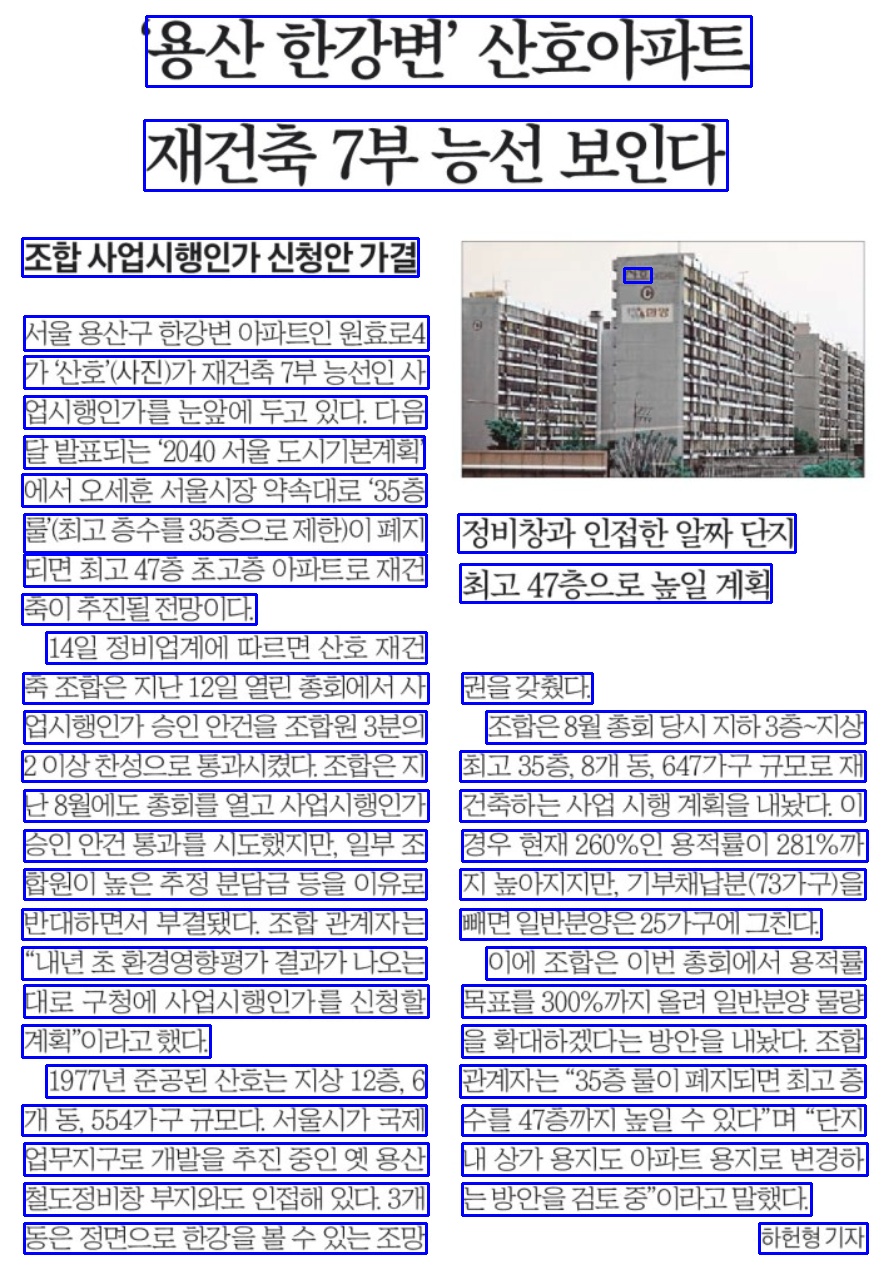 ‘용산 한강변’ 산호아파트
재건축 7부 능선 보인다
조합 사업시행인가 신청안 가결
서울 용산구 한강변 아파트인 원효로4
가 ‘산호’(사진)가 재건축 7부 능선인 사
업시행인가를 눈앞에 두고 있다. 다음
달 발표되는 ‘2040 서울 도시기본계획’
에서 오세훈 서울시장 약속대로 ‘35층
룰’(최고 층수를 35층으로 제한)이 폐지
되면 최고 47층 초고층 아파트로 재건
축이 추진될 전망이다.
14일 정비업계에 따르면 산호 재건
축 조합은 지난 12일 열린 총회에서 사
업시행인가 승인 안건을 조합원 3분의
2 이상 찬성으로 통과시켰다. 조합은 지
난 8월에도 총회를 열고 사업시행인가
승인 안건 통과를 시도했지만, 일부 조
합원이 높은 추정 분담금 등을 이유로
반대하면서 부결됐다. 조합 관계자는
“내년 초 환경영향평가 결과가 나오는
대로 구청에 사업시행인가를 신청할
계획”이라고 했다.
1977년 준공된 산호는 지상 12층, 6
개 동, 554가구 규모다. 서울시가 국제
업무지구로 개발을 추진 중인 옛 용산
철도정비창 부지와도 인접해 있다. 3개
동은 정면으로 한강을 볼 수 있는 조망
정비창과 인접한 알짜 단지
최고 47층으로 높일 계획
권을 갖췄다.
조합은 8월 총회 당시 지하 3층~지상
최고 35층, 8개 동, 647가구 규모로 재
건축하는 사업 시행 계획을 내놨다. 이
경우 현재 260%인 용적률이 281%까
지 높아지지만, 기부채납분(73가구)을
빼면 일반분양은 25가구에 그친다.
이에 조합은 이번 총회에서 용적률
목표를 300%까지 올려 일반분양 물량
을 확대하겠다는 방안을 내놨다. 조합
관계자는 “35층 룰이 폐지되면 최고 층
수를 47층까지 높일 수 있다”며 “단지
내 상가 용지도 아파트 용지로 변경하
는 방안을 검토 중”이라고 말했다.
하헌형 기자